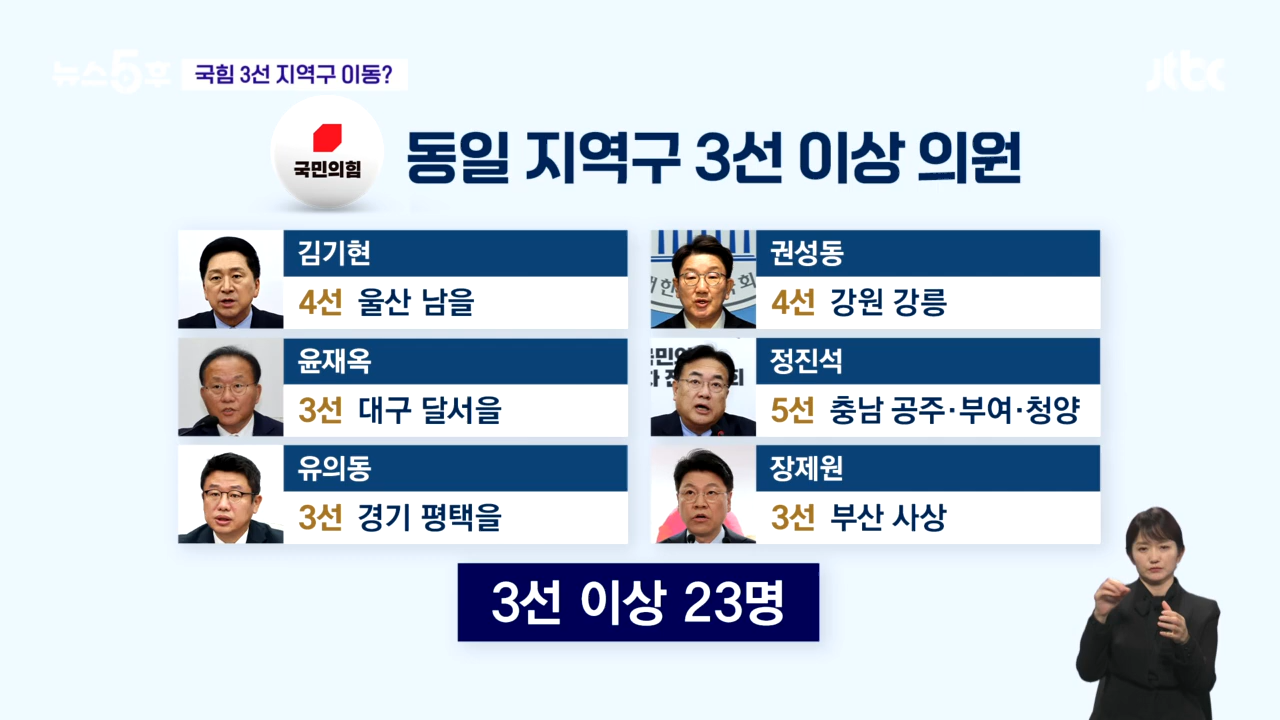 뉴스5후
국힘 3선 지역구 이동?
jtbc
국민의힘
동일 지역구 3선 이상 의원
김기현
4선 울산 남을
권성동
4선 강원 강릉
윤재옥
3선 대구 달서을
정진석
5선 충남 공주·부여·청양
유의동
3선 경기 평택을
장제원
3선 부산 사상
3선 이상 23명